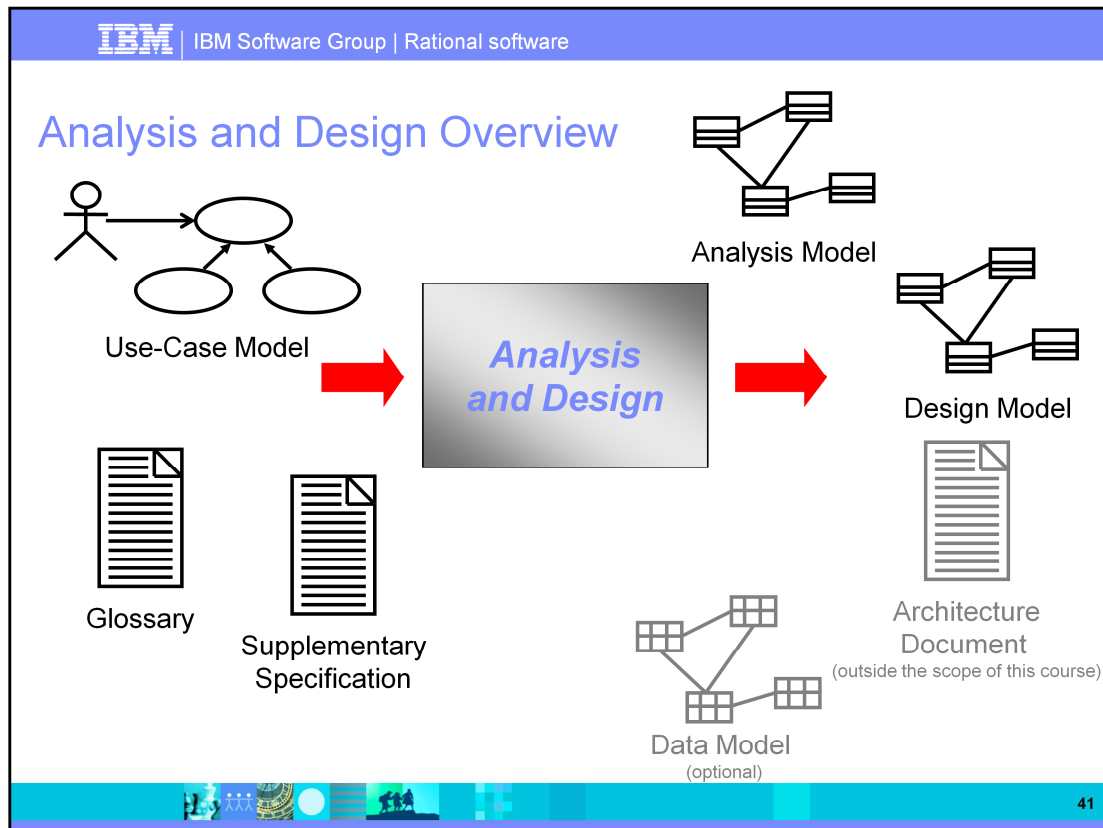 IBM | IBM Software Group | Rational software
Analysis and Design Overview
Use-Case Model
Glossary
Supplementary
Specification
Analysis
and Design
Analysis Model
Design Model
Architecture
Document
(outside the scope of this course)
Data Model
(optional)
41